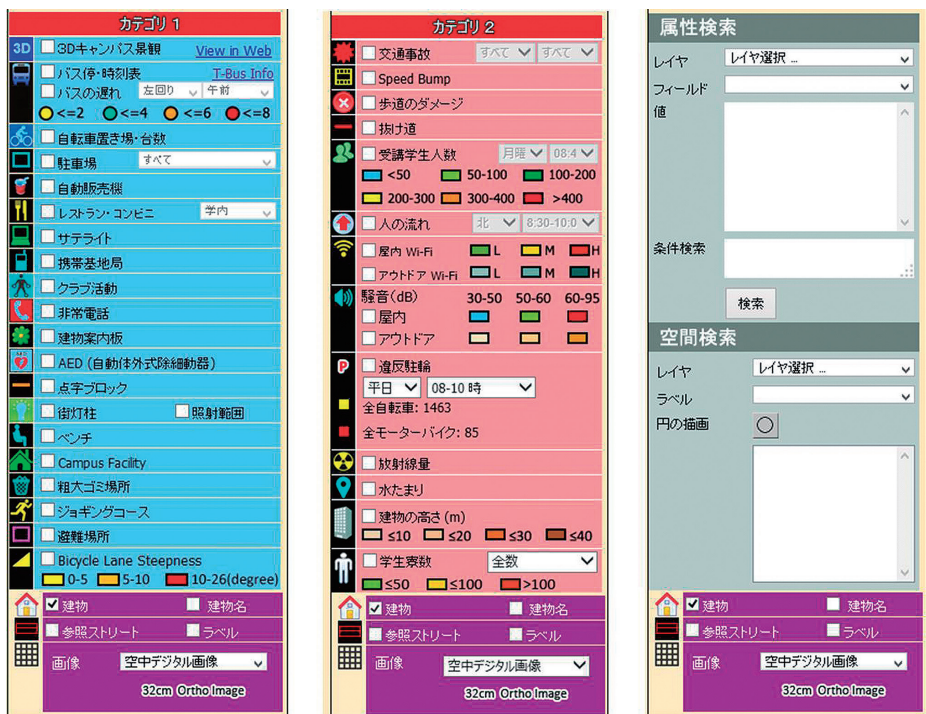 カテゴリ 1
3D 3Dキャンパス景観 View in Web
バス停・時刻表 T-Bus Info
バスの遅れ 左回り 午前
<=2 <=4 <=6 <=8
自転車置き場・台数
駐車場 すべて
自動販売機
レストラン・コンビニ 学内
サテライト
携帯基地局
クラブ活動
非常電話
建物案内板
AED AED (自動体外式除細動器)
点字ブロック
街灯柱 照射範囲
ベンチ
Campus Facility
粗大ゴミ場所
ジョギングコース
避難場所
Bicycle Lane Steepness
0-5 5-10 10-26(degree)
建物 建物名
参照ストリート ラベル
画像 空中デジタル画像
32cm Ortho Image
カテゴリ 2
交通事故 すべて すべて
Speed Bump
歩道のダメージ
抜け道
受講学生人数 月曜 08:4
<50 50-100 100-200
200-300 300-400 >400
人の流れ 北 8:30-10:0
屋内 Wi-Fi L M H
アウトドア Wi-Fi L M H
騒音(dB) 30-50 50-60 60-95
屋内
アウトドア
P 違反駐輪
平日 08-10 時
全自転車: 1463
全モーターバイク: 85
放射線量
水たまり
建物の高さ (m)
≤10 ≤20 ≤30 ≤40
学生寮数 全数
≤50 ≤100 >100
建物 建物名
参照ストリート ラベル
画像 空中デジタル画像
32cm Ortho Image
属性検索
レイヤ レイヤ選択 ...
フィールド
値
条件検索
検索
空間検索
レイヤ レイヤ選択 ...
ラベル
円の描画
建物 建物名
参照ストリート ラベル
画像 空中デジタル画像
32cm Ortho Image